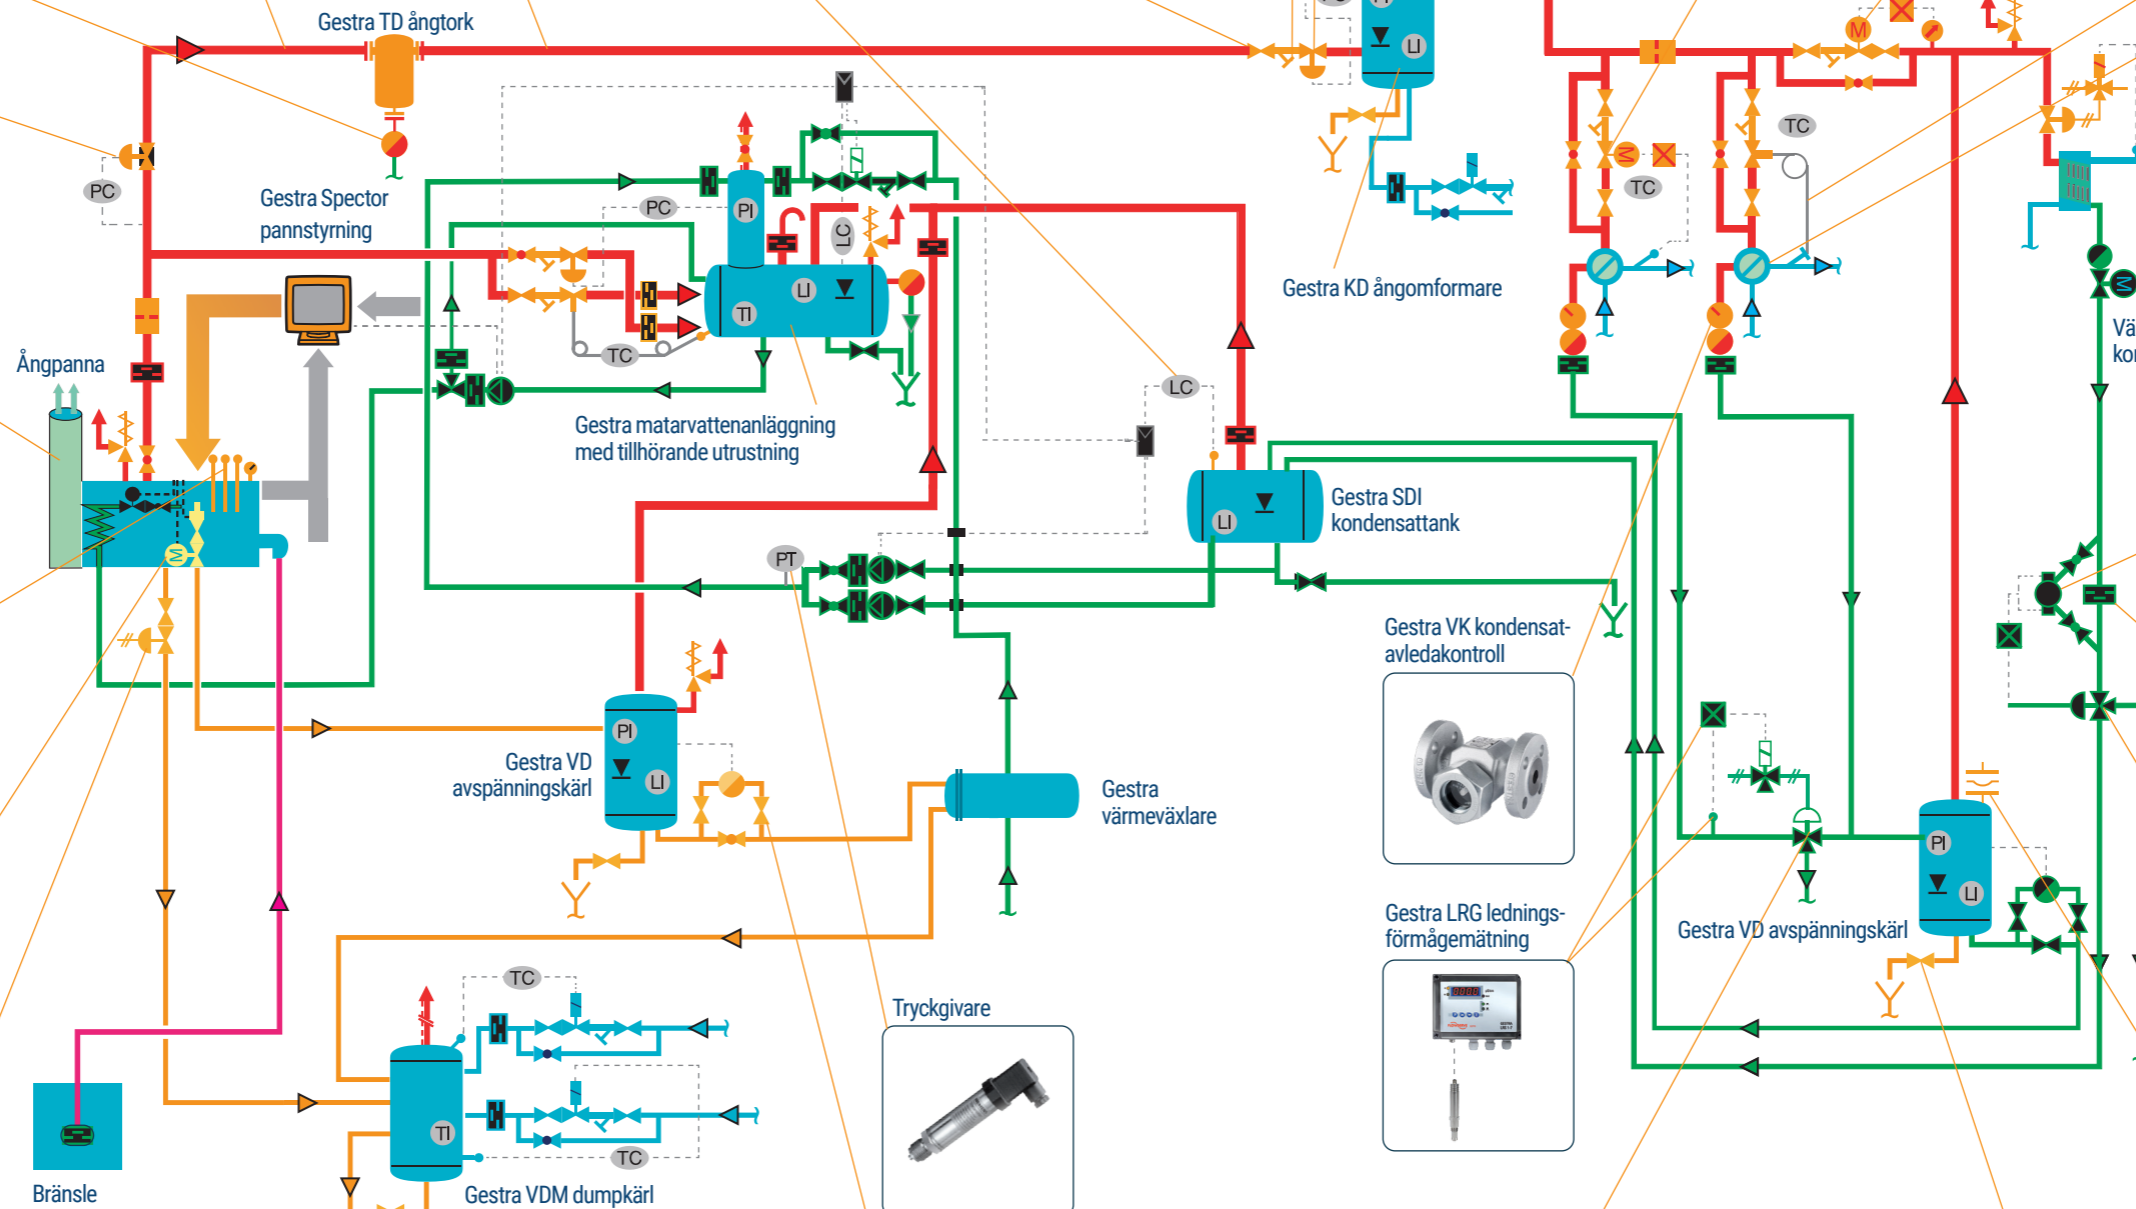 Gestra TD ångtork
PC
Gestra Spector
pannstyrning
Ångpanna
M
PI
PC
LC
LI
TI
TC
Gestra matarvattenanläggning
med tillhörande utrustning
LC
LI
Gestra SDI
kondensattank
PT
LI
Gestra KD ångomformare
M
TC
M
TC
M
Vä
ko
Gestra VK kondensat-
avledakontroll
PI
LI
Gestra VD
avspänningskärl
Gestra
värmeväxlare
Gestra LRG lednings-
förmågemätning
PI
LI
Gestra VD avspänningskärl
Tryckgivare
TC
TI
TC
Gestra VDM dumpkärl
Bränsle